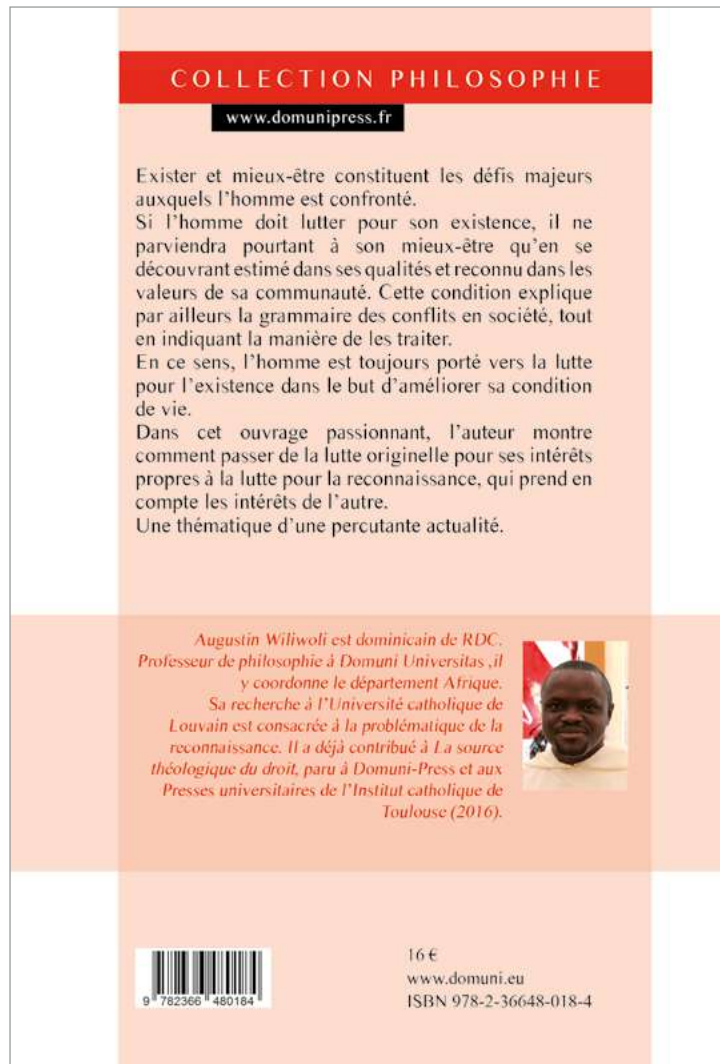 COLLECTION PHILOSOPHIE
www.domunipress.fr
Exister et mieux-être constituent les défis majeurs
auxquels l’homme est confronté.
Si l’homme doit lutter pour son existence, il ne
parviendra pourtant à son mieux-être qu’en se
découvrant estimé dans ses qualités et reconnu dans les
valeurs de sa communauté. Cette condition explique
par ailleurs la grammaire des conflits en société, tout
en indiquant la manière de les traiter.
En ce sens, l’homme est toujours porté vers la lutte
pour l’existence dans le but d’améliorer sa condition
de vie.
Dans cet ouvrage passionnant, l’auteur montre
comment passer de la lutte originelle pour ses intérêts
propres à la lutte pour la reconnaissance, qui prend en
compte les intérêts de l’autre.
Une thématique d’une percutante actualité.
Augustin Wiliwoli est dominicain de RDC.
Professeur de philosophie à Domuni Universitas ,il
y coordonne le département Afrique.
Sa recherche à l’Université catholique de
Louvain est consacrée à la problématique de la
reconnaissance. Il a déjà contribué à La source
théologique du droit, paru à Domuni-Press et aux
Presses universitaires de l’Institut catholique de
Toulouse (2016).
9 782366 480184
16 €
www.domuni.eu
ISBN 978-2-36648-018-4